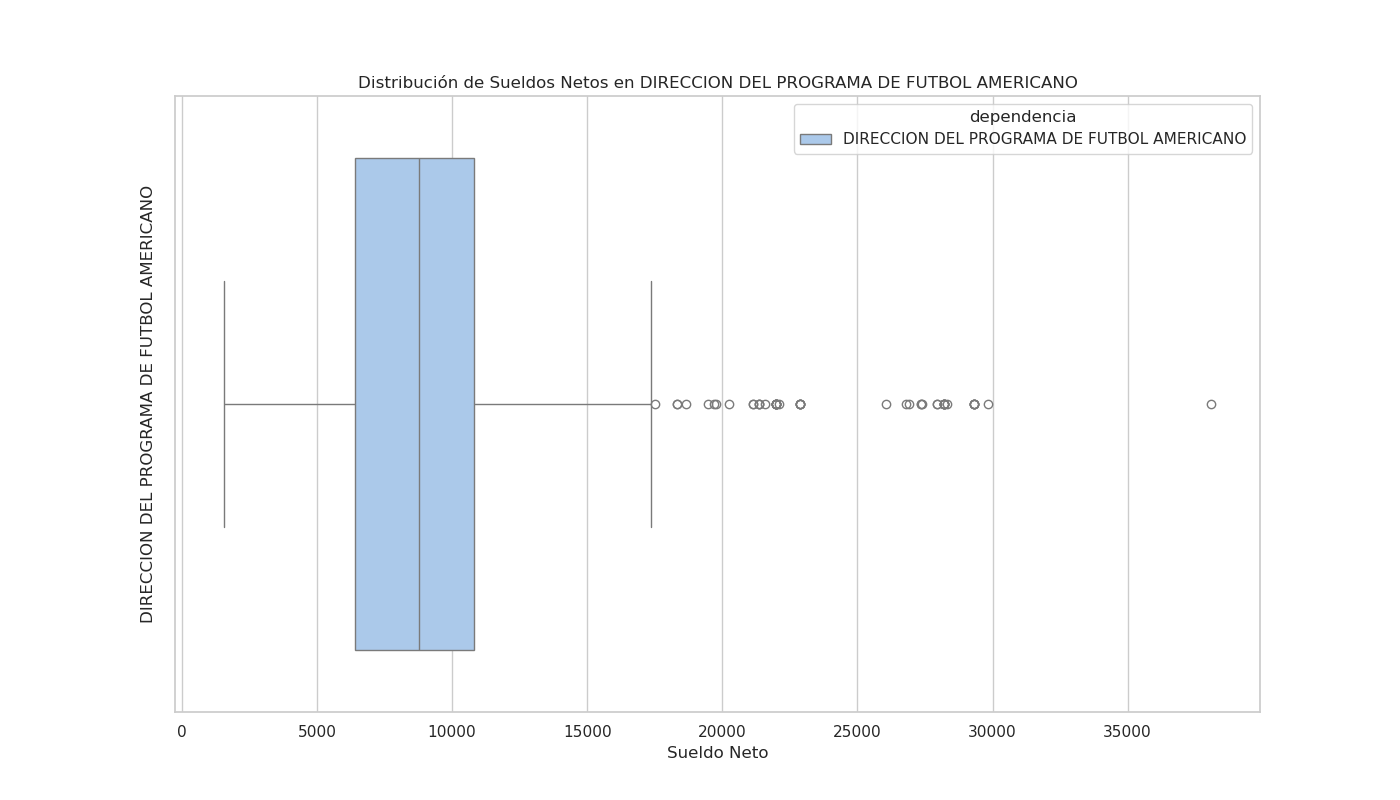 Distribución de Sueldos Netos en DIRECCION DEL PROGRAMA DE FUTBOL AMERICANO
dependencia
DIRECCION DEL PROGRAMA DE FUTBOL AMERICANO
DIRECCION DEL PROGRAMA DE FUTBOL AMERICANO
0 5000 10000 15000 20000 25000 30000 35000
Sueldo Neto